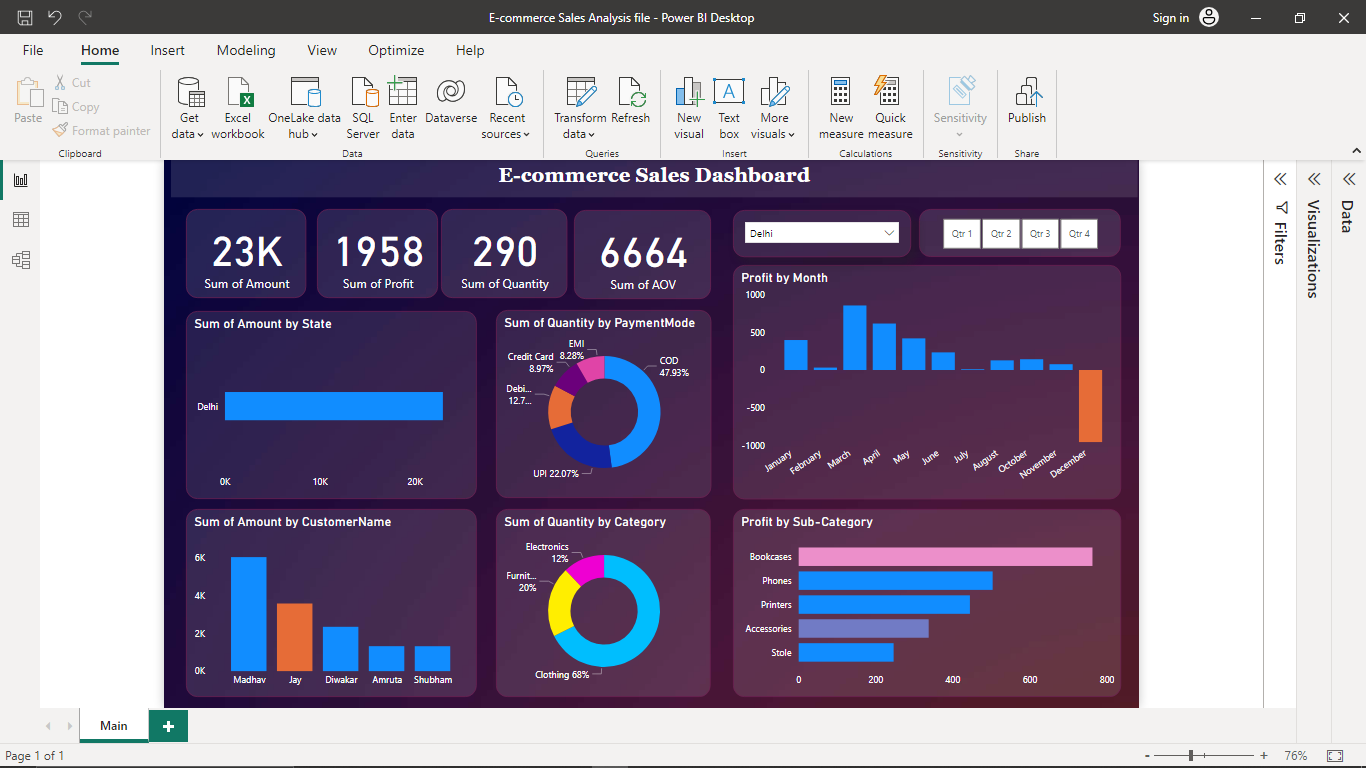 E-commerce Sales Analysis file - Power BI Desktop
Sign in
File
Home
Insert
Modeling
View
Optimize
Help
Paste
Cut
Copy
Format painter
Clipboard
Get
data
Excel
workbook
OneLake data
hub
SQL
Server
Enter
data
Dataverse
Recent
sources
Data
Transform
data
Refresh
Queries
New
visual
Text
box
More
visuals
Insert
New
measure
Quick
measure
Calculations
Sensitivity
Sensitivity
Publish
Share
E-commerce Sales Dashboard
23K
Sum of Amount
1958
Sum of Profit
290
Sum of Quantity
6664
Sum of AOV
Delhi
Qtr 1
Qtr 2
Qtr 3
Qtr 4
Sum of Amount by State
Delhi
0K
10K
20K
Sum of Quantity by PaymentMode
EMI
8.28%
Credit Card
8.97%
Debi...
12.7...
UPI 22.07%
COD
47.93%
Profit by Month
1000
500
0
-500
-1000
January
February
March
April
May
June
July
August
October
November
December
Sum of Amount by CustomerName
6K
4K
2K
0K
Madhav
Jay
Diwakar
Amruta
Shubham
Sum of Quantity by Category
Electronics
12%
Furnit...
20%
Clothing 68%
Profit by Sub-Category
Bookcases
Phones
Printers
Accessories
Stole
0
200
400
600
800
Filters
Visualizations
Data
Main
Page 1 of 1
76%